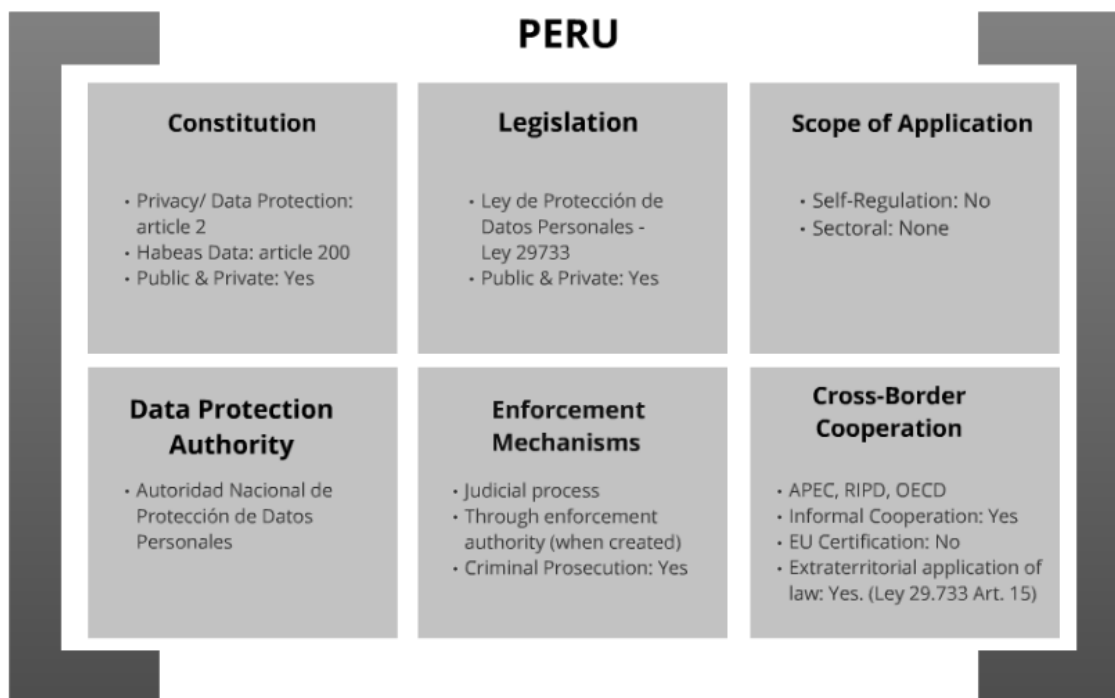 PERU
Constitution
• Privacy/ Data Protection:
article 2
• Habeas Data: article 200
• Public & Private: Yes
Legislation
• Ley de Protección de
Datos Personales -
Ley 29733
• Public & Private: Yes
Scope of Application
• Self-Regulation: No
• Sectoral: None
Data Protection
Authority
• Autoridad Nacional de
Protección de Datos
Personales
Enforcement
Mechanisms
• Judicial process
• Through enforcement
authority (when created)
• Criminal Prosecution: Yes
Cross-Border
Cooperation
• APEC, RIPD, OECD
• Informal Cooperation: Yes
• EU Certification: No
• Extraterritorial application of
law: Yes. (Ley 29.733 Art. 15)